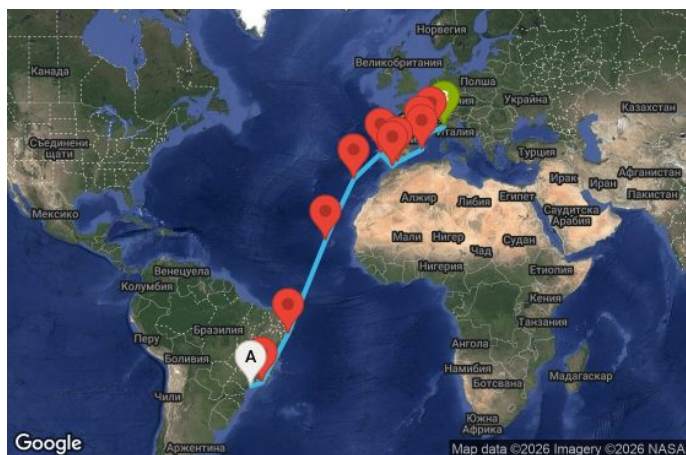 Норвегия
Канада
Великобритания
Полша
Украйна
Казахстан
Съединени
щати
Италия
Турция
Афганистан
Ирак
Иран
Пакистан
Алжир
Либия
Египет
Саудитска
Арабия
Мексико
Мали
Нигер
Чад
Судан
Венецуела
Нигерия
Етиопия
Колумбия
Кения
Бразилия
Танзания
Перу
A
Ангола
Боливия
Намибия
Мадагаскар
Ботсвана
Чили
Южна
Африка
Аржентина
Google
Map data ©2026 Imagery ©2026 NASA